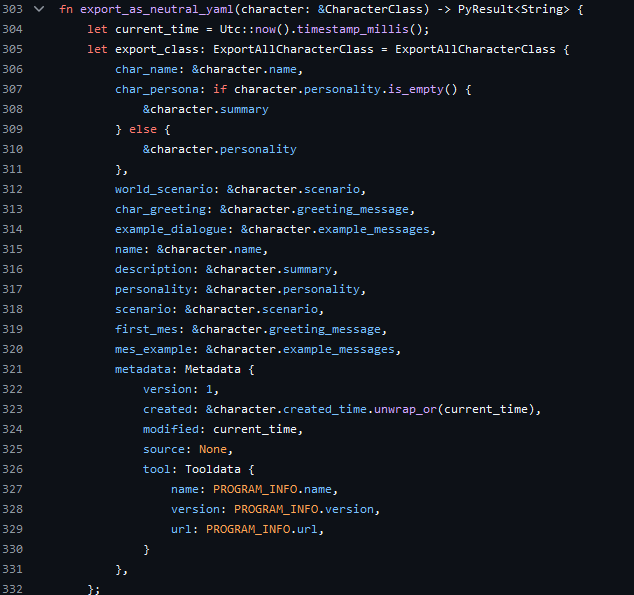 303 fn export_as_neutral_yaml(character: &CharacterClass) -> PyResult<String> {
304     let current_time = Utc::now().timestamp_millis();
305     let export_class: ExportAllCharacterClass = ExportAllCharacterClass {
306         char_name: &character.name,
307         char_persona: if character.personality.is_empty() {
308             &character.summary
309         } else {
310             &character.personality
311         },
312         world_scenario: &character.scenario,
313         char_greeting: &character.greeting_message,
314         example_dialogue: &character.example_messages,
315         name: &character.name,
316         description: &character.summary,
317         personality: &character.personality,
318         scenario: &character.scenario,
319         first_mes: &character.greeting_message,
320         mes_example: &character.example_messages,
321         metadata: Metadata {
322             version: 1,
323             created: &character.created_time.unwrap_or(current_time),
324             modified: current_time,
325             source: None,
326             tool: Tooldata {
327                 name: PROGRAM_INFO.name,
328                 version: PROGRAM_INFO.version,
329                 url: PROGRAM_INFO.url,
330             }
331         },
332     };